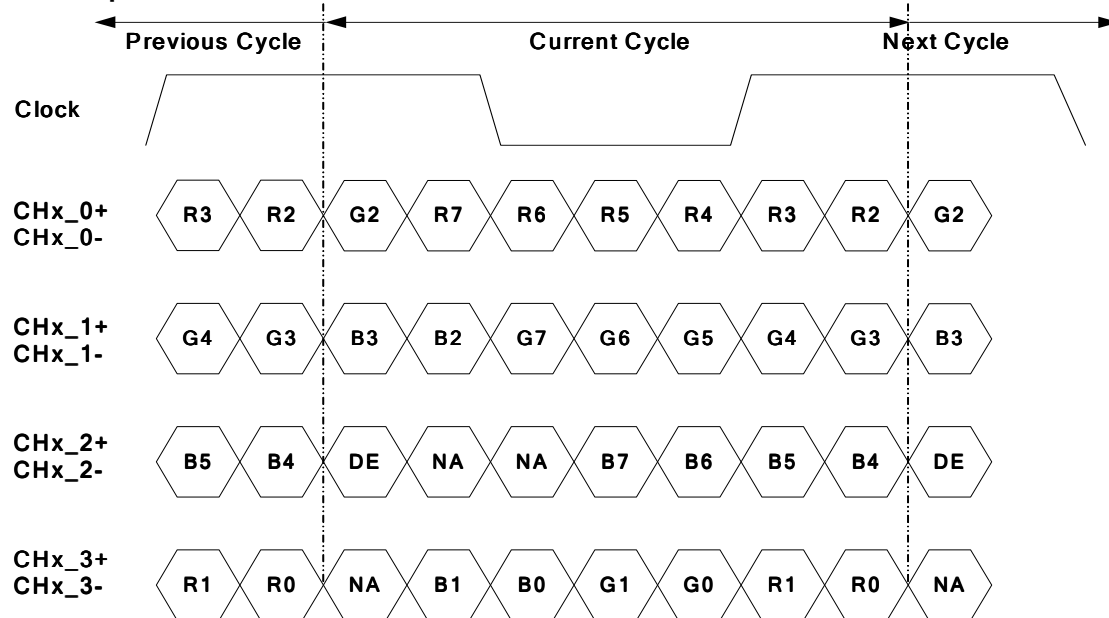 Previous Cycle Current Cycle Next Cycle
Clock
CHx_0+
CHx_0-
R3 R2 G2 R7 R6 R5 R4 R3 R2 G2
CHx_1+
CHx_1-
G4 G3 B3 B2 G7 G6 G5 G4 G3 B3
CHx_2+
CHx_2-
B5 B4 DE NA NA B7 B6 B5 B4 DE
CHx_3+
CHx_3-
R1 R0 NA B1 B0 G1 G0 R1 R0 NA